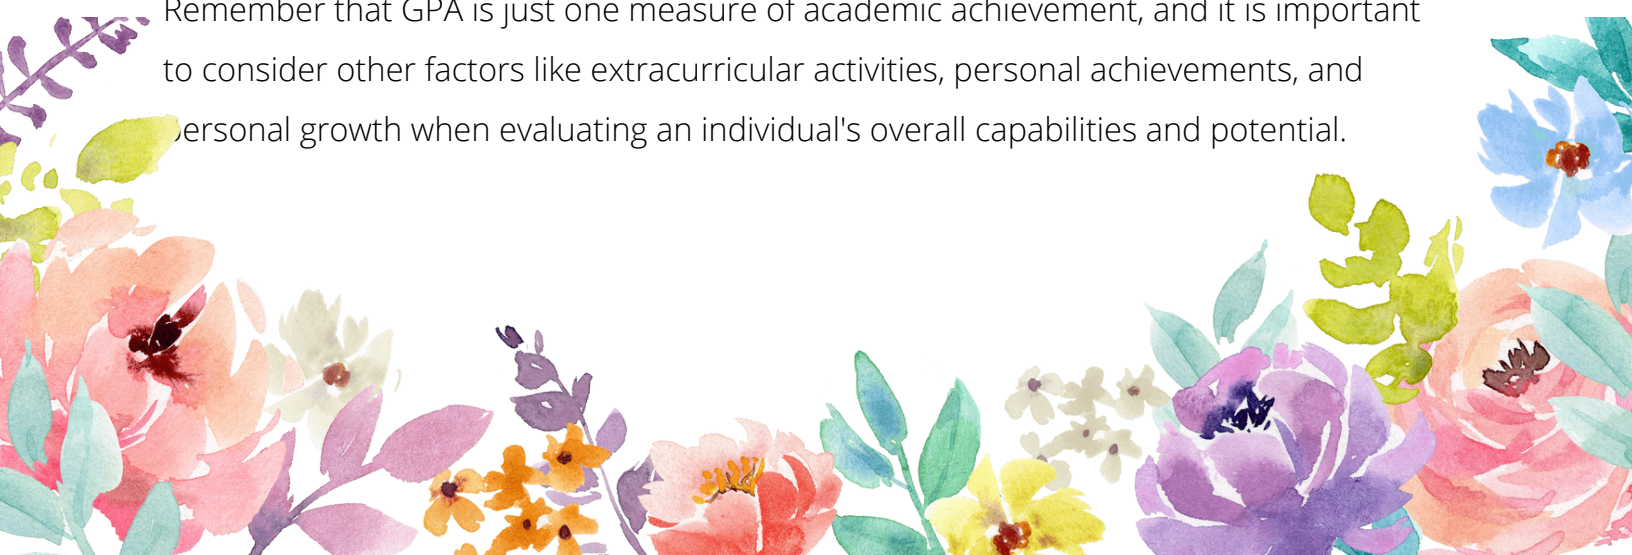 Remember that GPA is just one measure of academic achievement, and it is important
to consider other factors like extracurricular activities, personal achievements, and
personal growth when evaluating an individual's overall capabilities and potential.